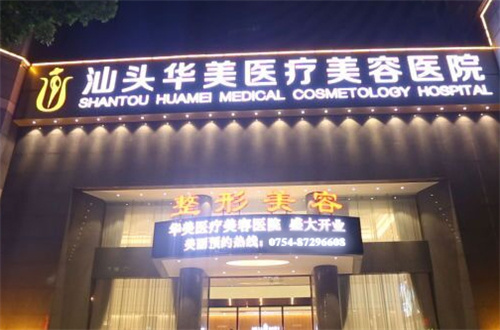 汕头华美医疗美容医院
SHANTOU HUAMEI MEDICAL COSMETOLOGY HOSPITAL
整形美容
华美医疗美容医院 盛大开业
美丽预约热线：0754-87296608